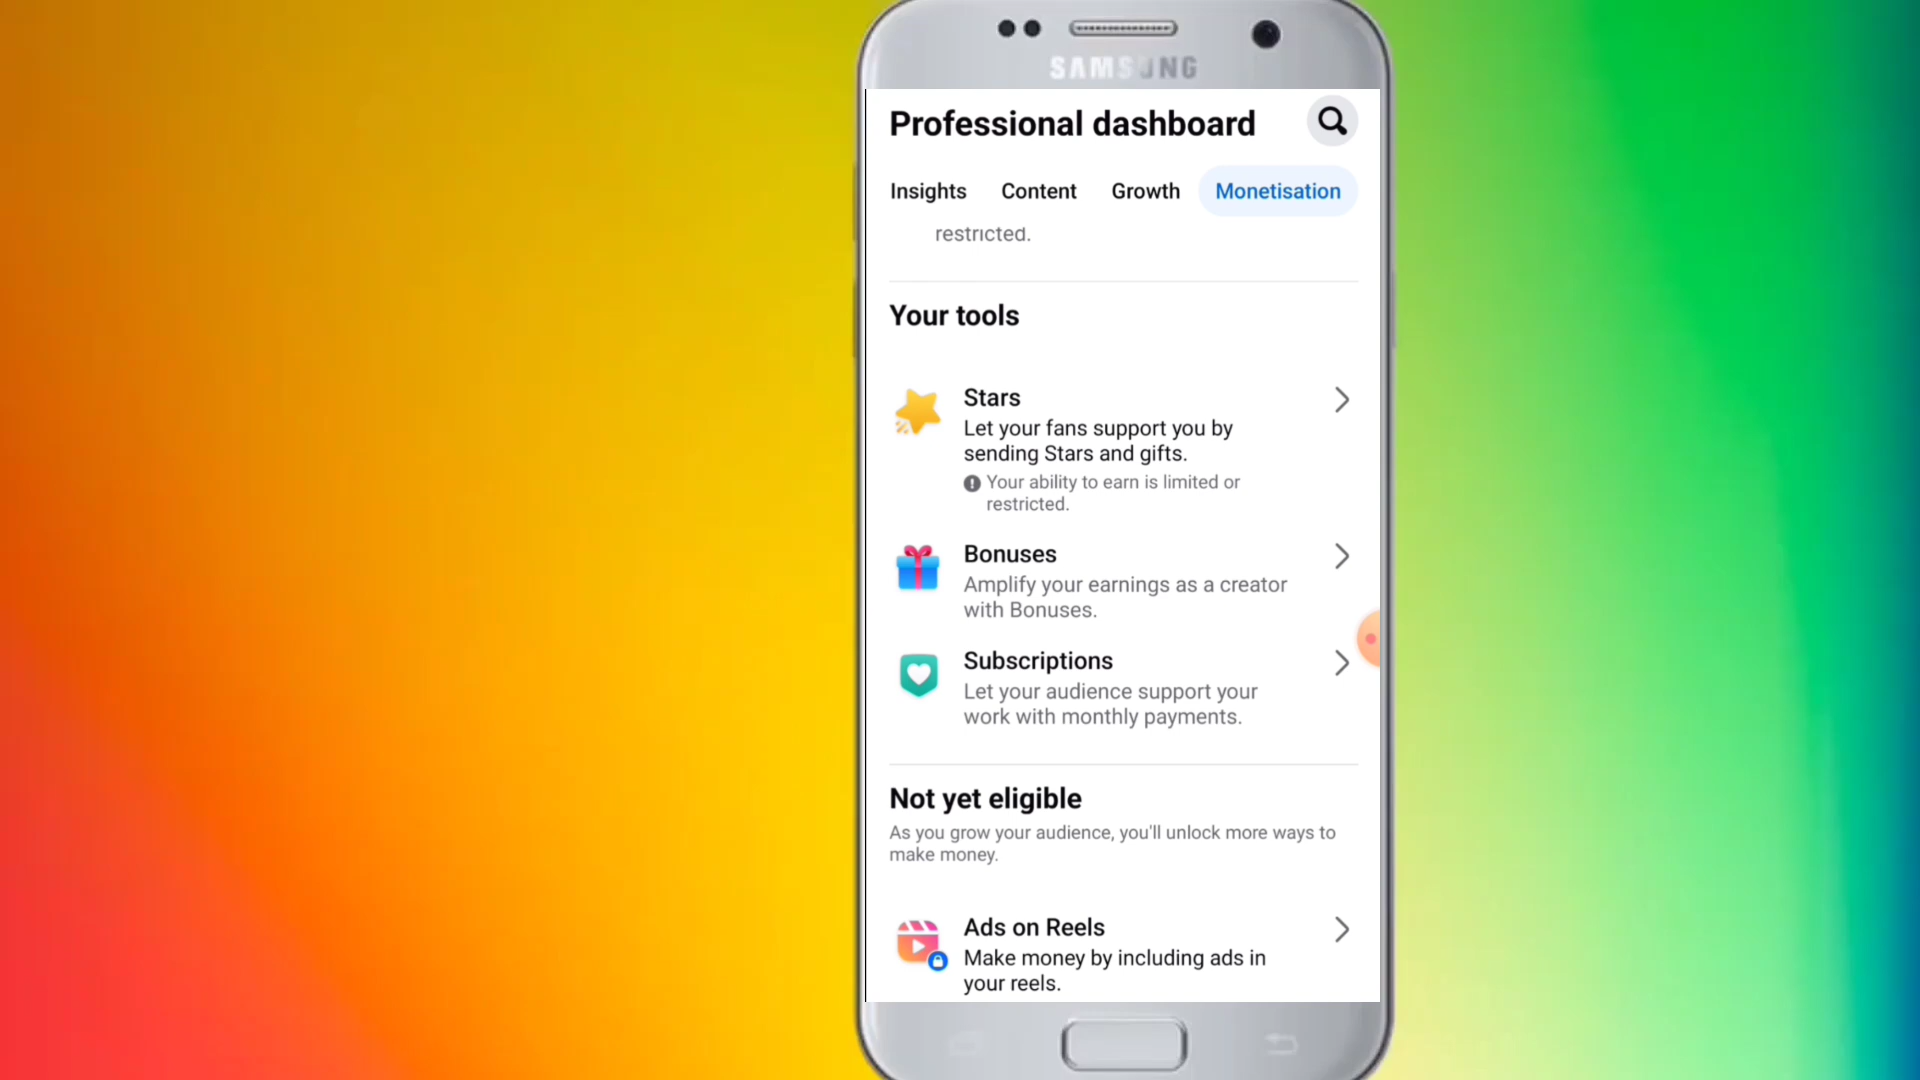 SAMSUNG
Professional dashboard
Insights Content Growth Monetisation
restricted.
Your tools
Stars
Let your fans support you by
sending Stars and gifts.
Your ability to earn is limited or
restricted.
Bonuses
Amplify your earnings as a creator
with Bonuses.
Subscriptions
Let your audience support your
work with monthly payments.
Not yet eligible
As you grow your audience, you'll unlock more ways to
make money.
Ads on Reels
Make money by including ads in
your reels.